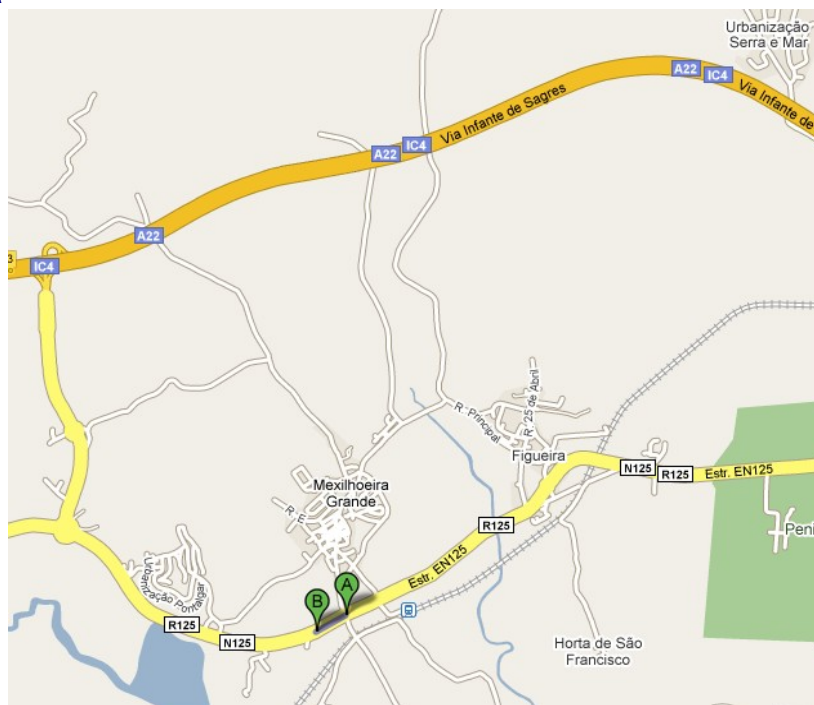 Urbanização
Serra e Mar
A22
IC4
Via Infante de
Via Infante de Sagres
A22
IC4
A22
3
IC4
R. Principal
R. 25 de Abril
Figueira
N125
R125
Estr. EN125
Mexilhoeira
Grande
R. E
R125
Peni
Estr. EN125
Urbanização Pontalgar
A
B
R125
N125
Horta de São
Francisco